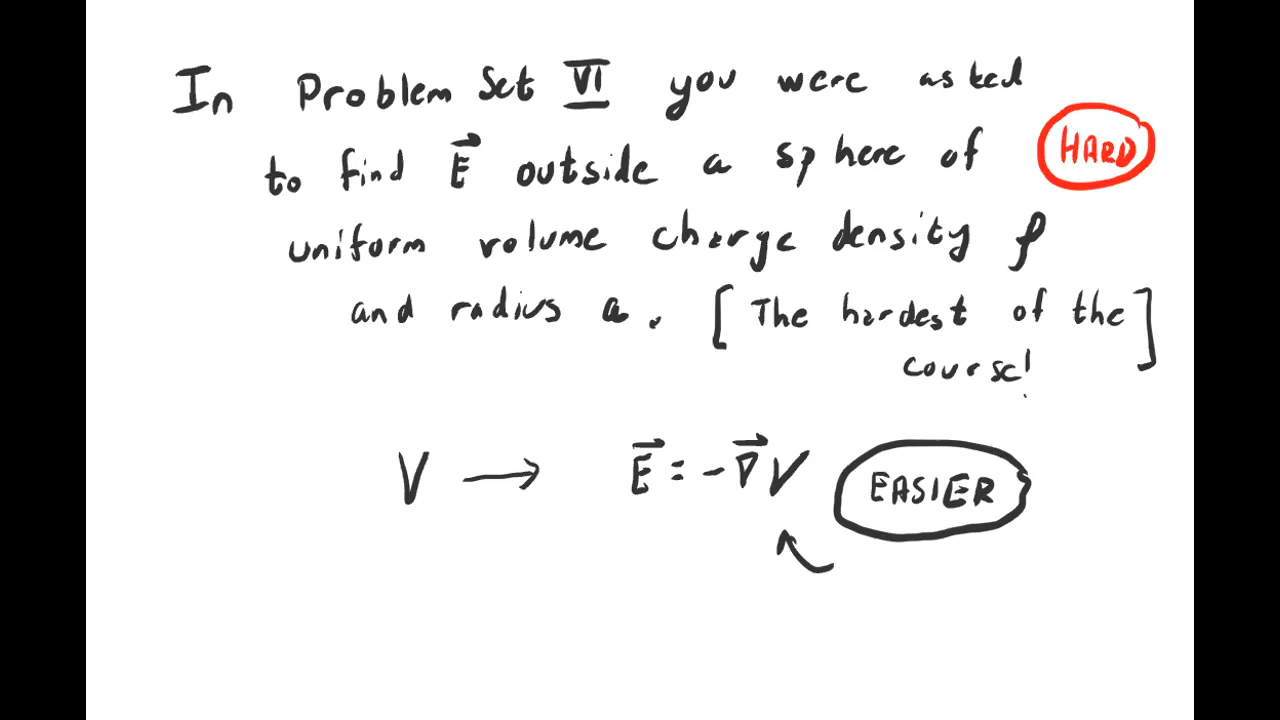 In Problem Set VI you were asked
to find E⃗ outside a sphere of HARD
uniform volume charge density ρ
and radius a. [The hardest of the
course!]
V → E⃗ = -∇⃗V EASIER